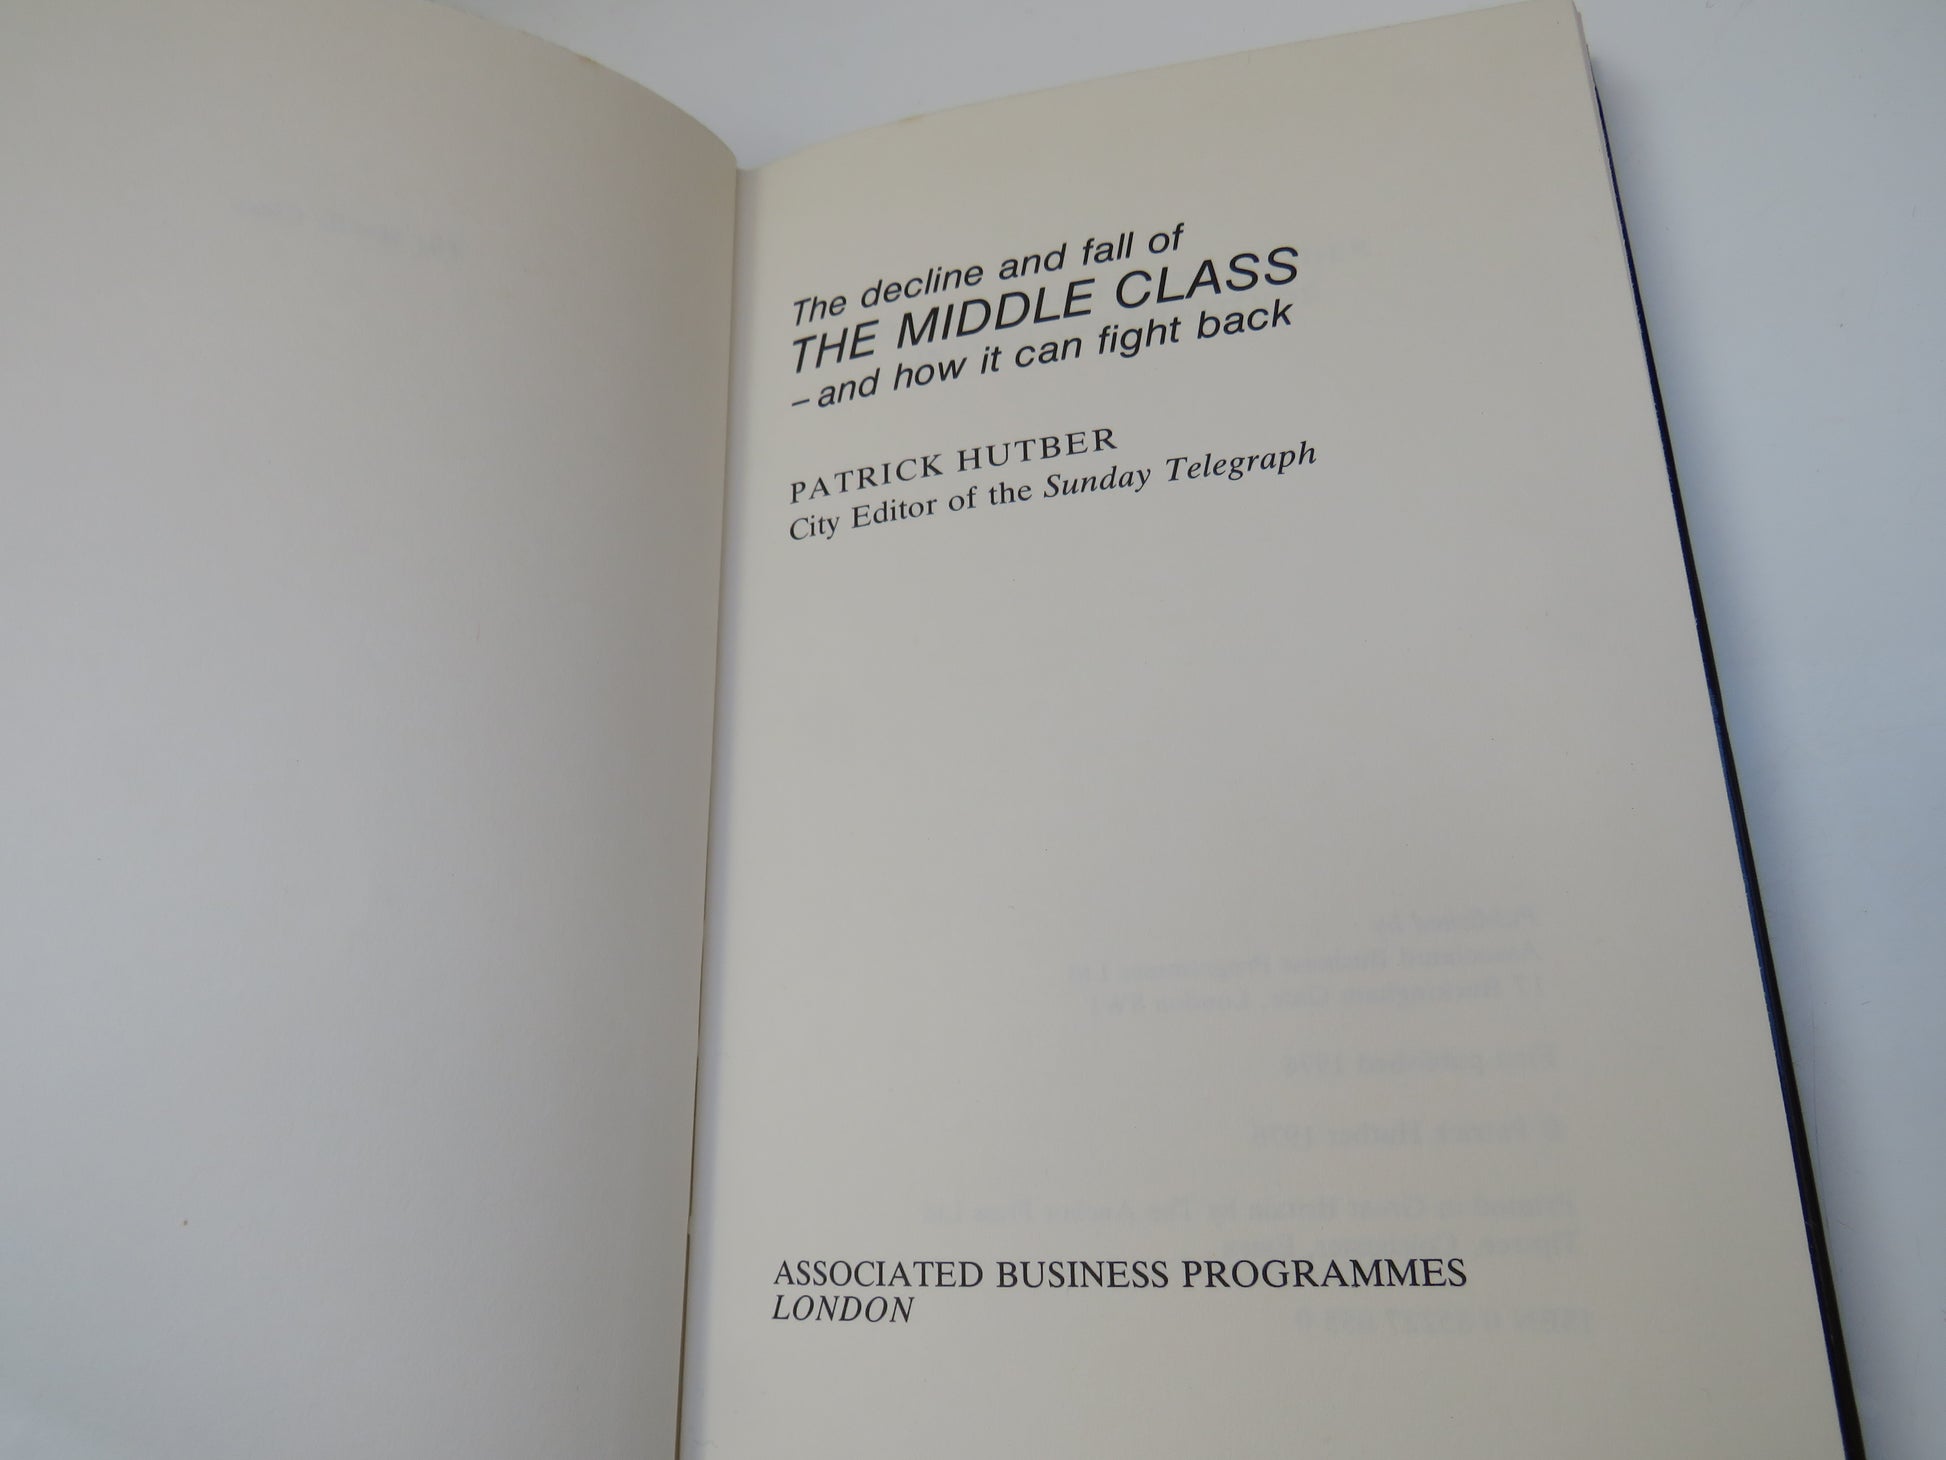 The decline and fall of
THE MIDDLE CLASS
– and how it can fight back
PATRICK HUTBER
City Editor of the Sunday Telegraph
ASSOCIATED BUSINESS PROGRAMMES
LONDON